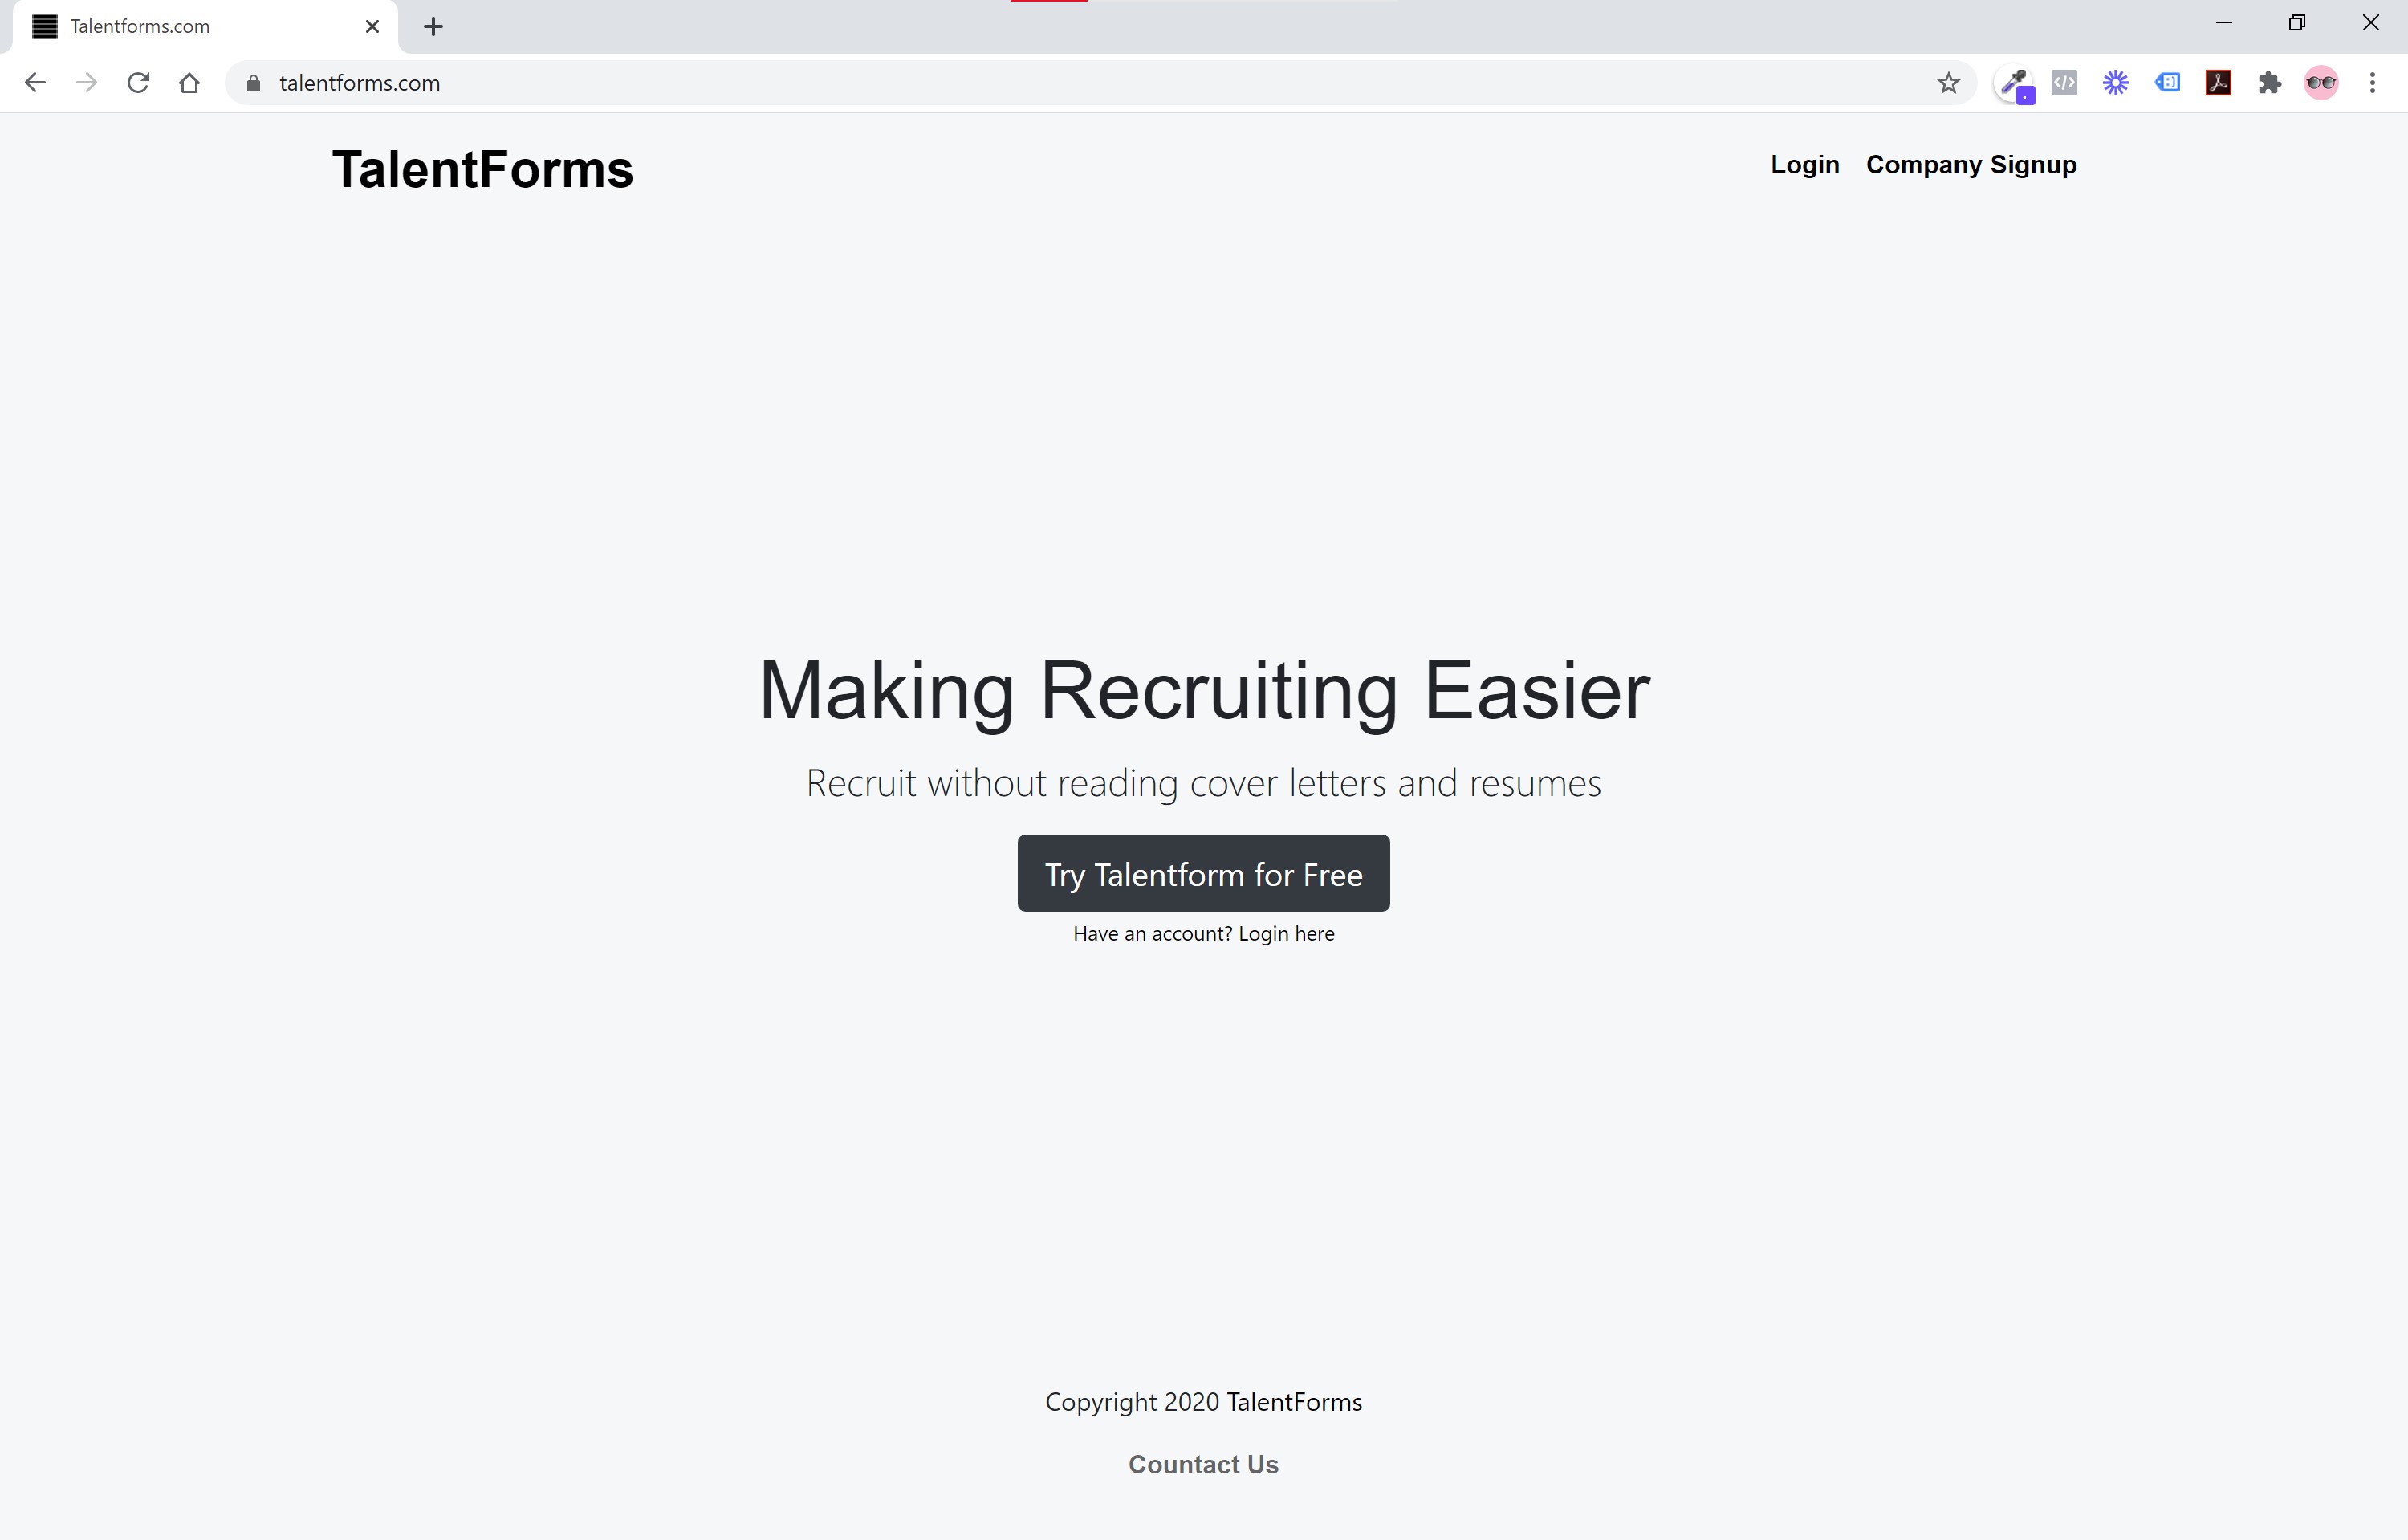 Talentforms.com
talentforms.com
TalentForms
Login Company Signup
Making Recruiting Easier
Recruit without reading cover letters and resumes
Try Talentform for Free
Have an account? Login here
Copyright 2020 TalentForms
Countact Us